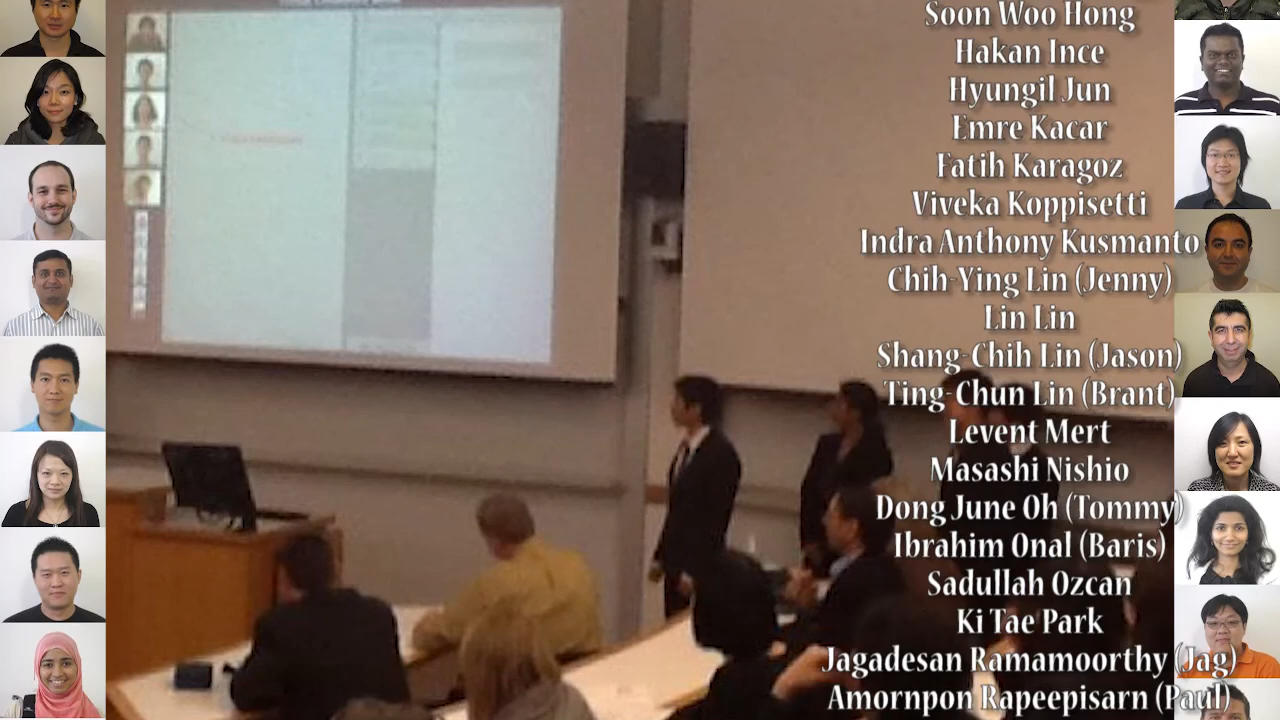 Soon Woo Hong
Hakan Ince
Hyungil Jun
Emre Kacar
Fatih Karagoz
Viveka Koppisetti
Indra Anthony Kusmanto
Chih-Ying Lin (Jenny)
Lin Lin
Shang-Chih Lin (Jason)
Ting-Chun Lin (Brant)
Levent Mert
Masashi Nishio
Dong June Oh (Tommy)
Ibrahim Onal (Baris)
Sadullah Ozcan
Ki Tae Park
Jagadesan Ramamoorthy (Jag)
Amornpon Rapeepisarn (Paul)